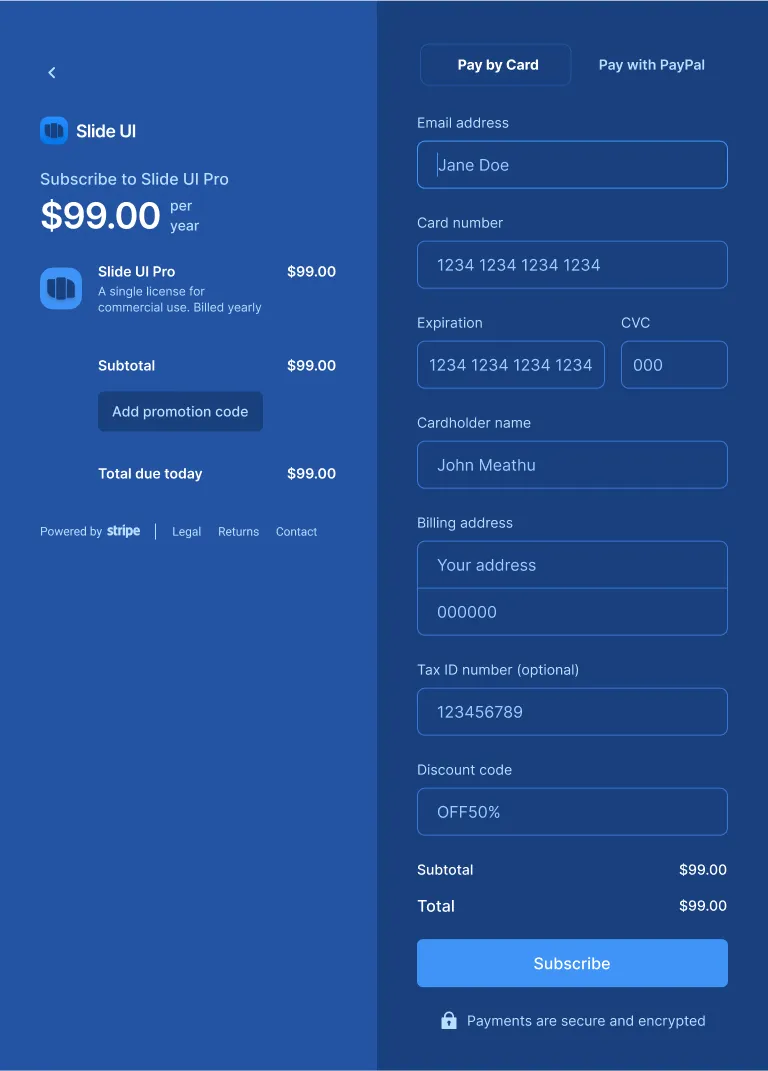 Slide UI
Subscribe to Slide UI Pro
$99.00 per
year
Slide UI Pro $99.00
A single license for
commercial use. Billed yearly
Subtotal $99.00
Add promotion code
Total due today $99.00
Powered by stripe Legal Returns Contact
Pay by Card Pay with PayPal
Email address
Jane Doe
Card number
1234 1234 1234 1234
Expiration CVC
1234 1234 1234 1234 000
Cardholder name
John Meathu
Billing address
Your address
000000
Tax ID number (optional)
123456789
Discount code
OFF50%
Subtotal $99.00
Total $99.00
Subscribe
Payments are secure and encrypted